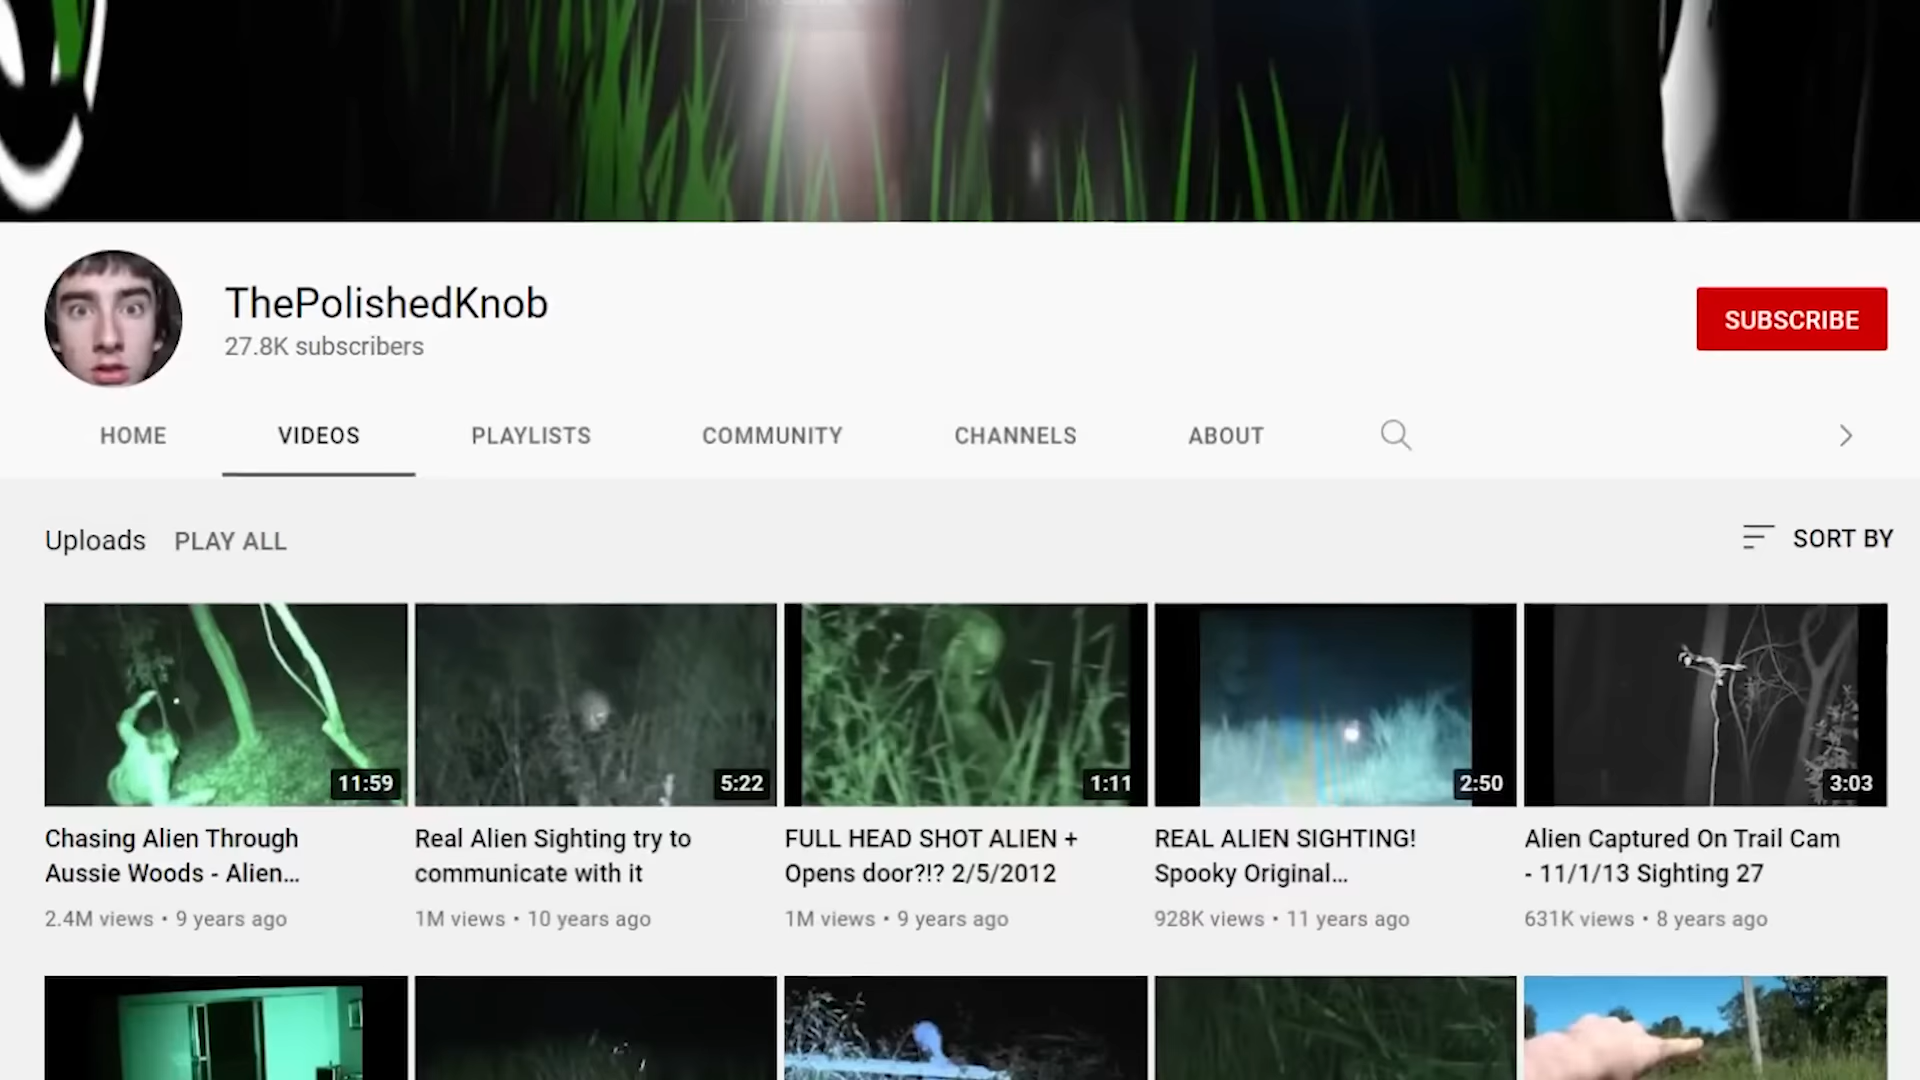 ThePolishedKnob
27.8K subscribers
SUBSCRIBE
HOME
VIDEOS
PLAYLISTS
COMMUNITY
CHANNELS
ABOUT
Uploads
PLAY ALL
SORT BY
11:59
5:22
1:11
2:50
3:03
Chasing Alien Through
Aussie Woods - Alien...
2.4M views • 9 years ago
Real Alien Sighting try to
communicate with it
1M views • 10 years ago
FULL HEAD SHOT ALIEN +
Opens door?!? 2/5/2012
1M views • 9 years ago
REAL ALIEN SIGHTING!
Spooky Original...
928K views • 11 years ago
Alien Captured On Trail Cam
- 11/1/13 Sighting 27
631K views • 8 years ago